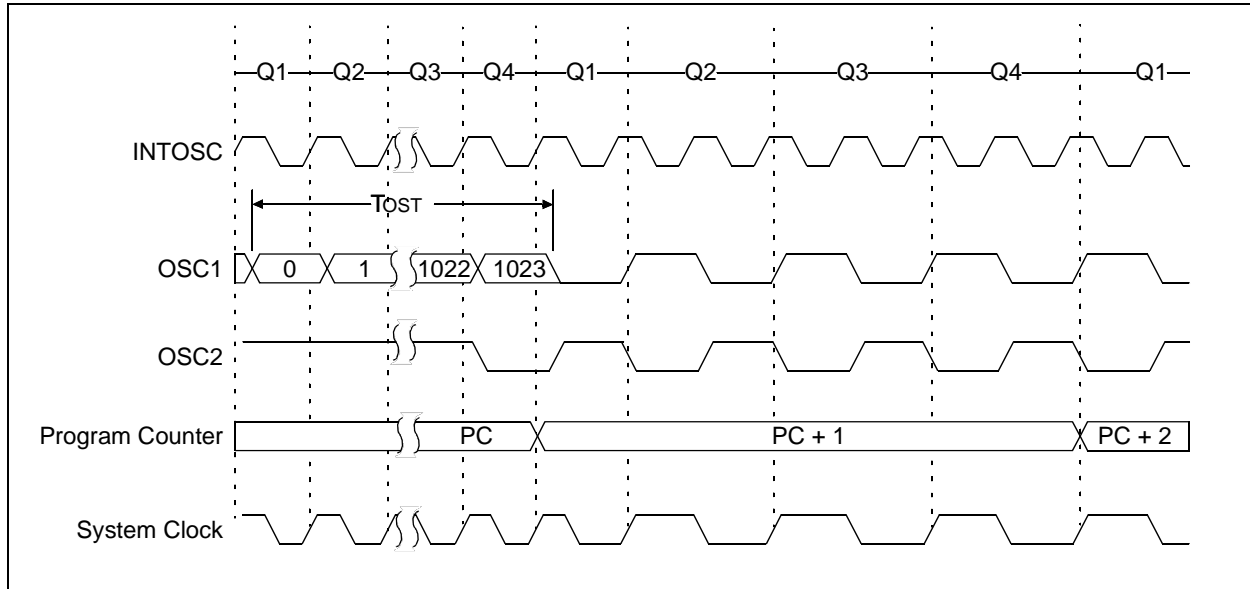 Q1 Q2 Q3 Q4 Q1 Q2 Q3 Q4 Q1
INTOSC
TOST
OSC1 0 1 1022 1023
OSC2
Program Counter PC PC + 1 PC + 2
System Clock